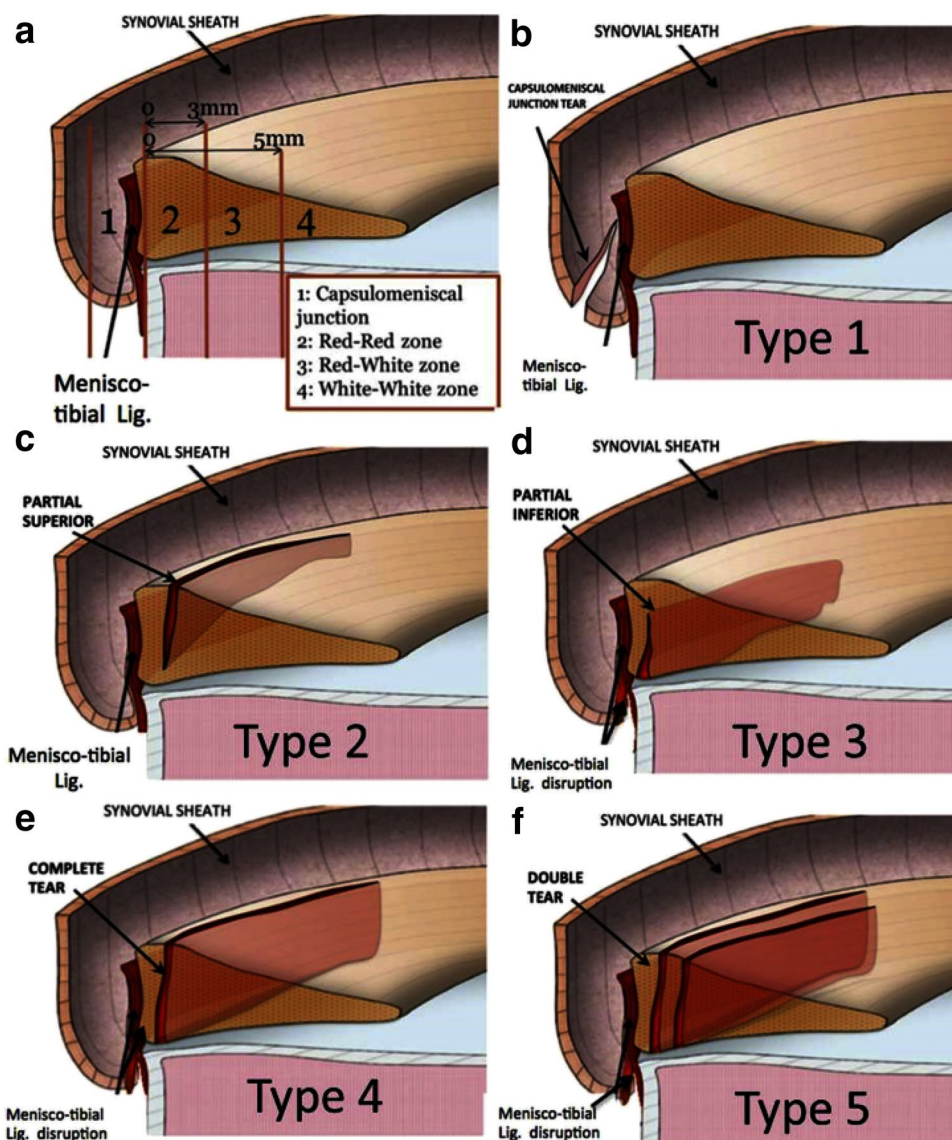 a
SYNOVIAL SHEATH
0
3mm
0
5mm
1
2
3
4
1: Capsulomeniscal
junction
2: Red-Red zone
3: Red-White zone
4: White-White zone
Menisco-
tibial Lig.
b
SYNOVIAL SHEATH
CAPSULOMENISCAL
JUNCTION TEAR
Type 1
Menisco-
tibial Lig.
c
SYNOVIAL SHEATH
PARTIAL
SUPERIOR
Type 2
Menisco-tibial
Lig.
d
SYNOVIAL SHEATH
PARTIAL
INFERIOR
Type 3
Menisco-tibial
Lig. disruption
e
SYNOVIAL SHEATH
COMPLETE
TEAR
Type 4
Menisco-tibial
Lig. disruption
f
SYNOVIAL SHEATH
DOUBLE
TEAR
Type 5
Menisco-tibial
Lig. disruption